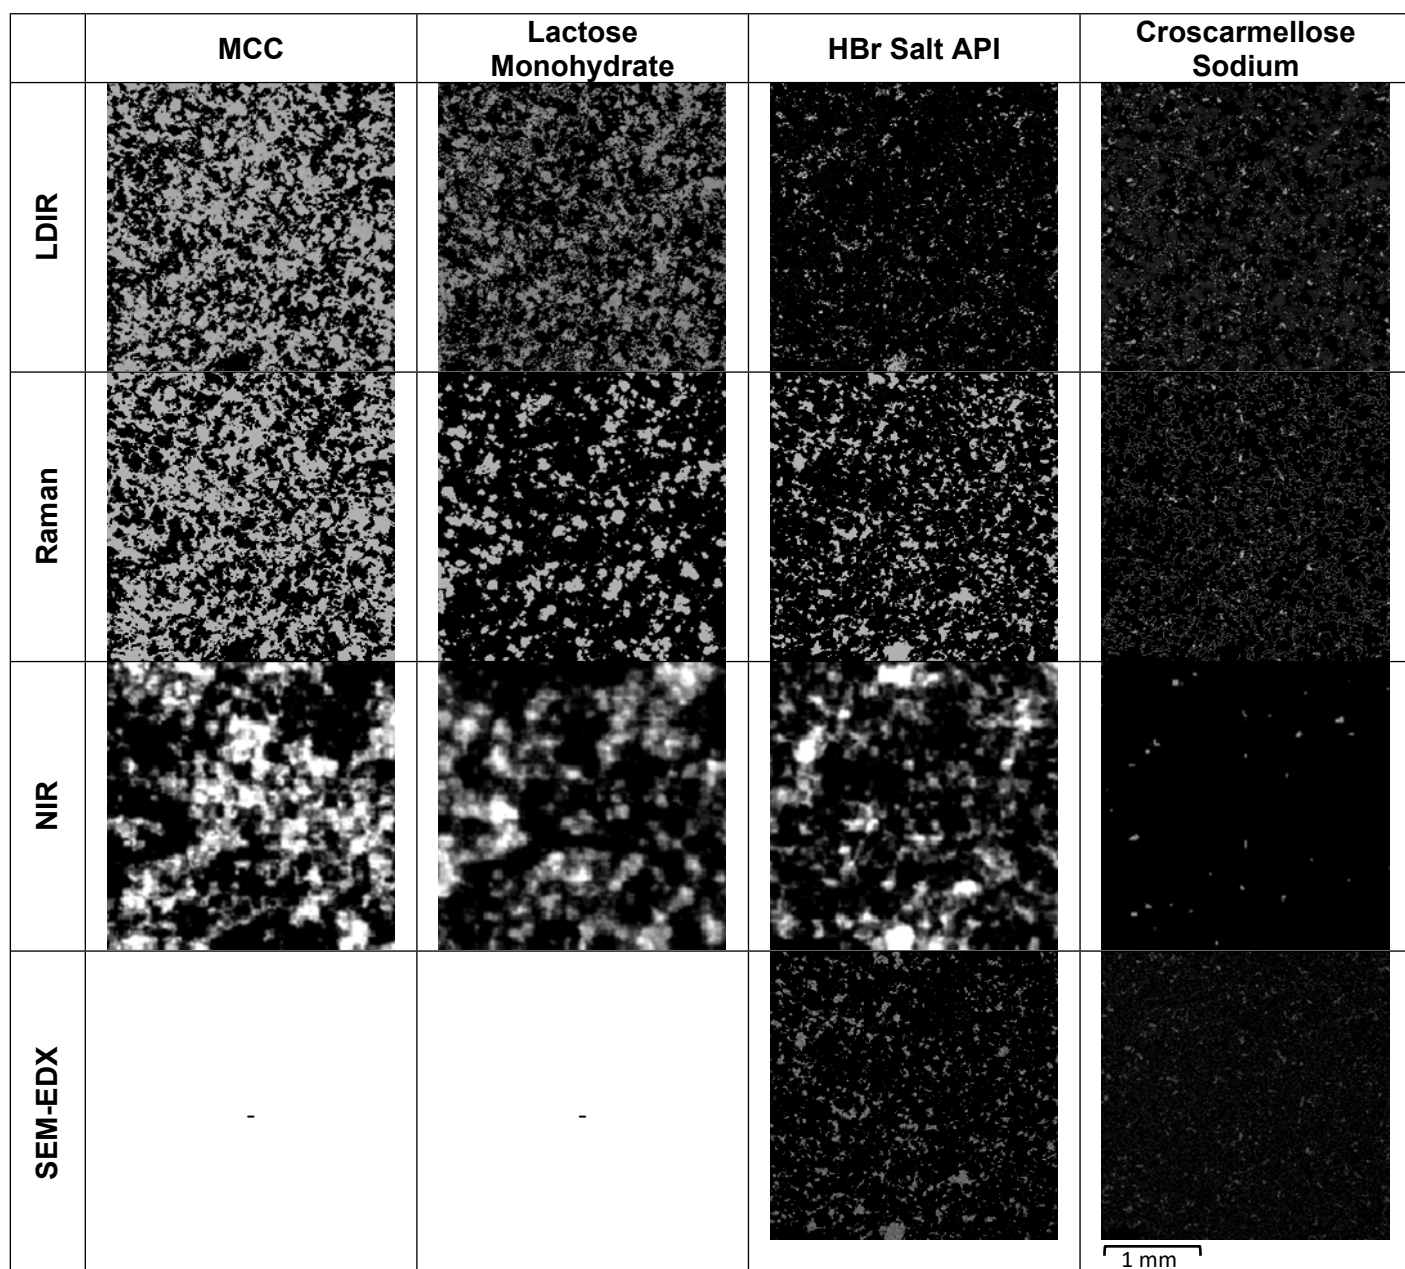 MCC
Lactose
Monohydrate
HBr Salt API
Croscarmellose
Sodium
LDIR
Raman
NIR
SEM-EDX
-
-
1 mm